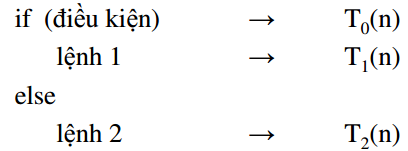 if (điều kiện) → T₀(n)
lệnh 1 → T₁(n)
else
lệnh 2 → T₂(n)